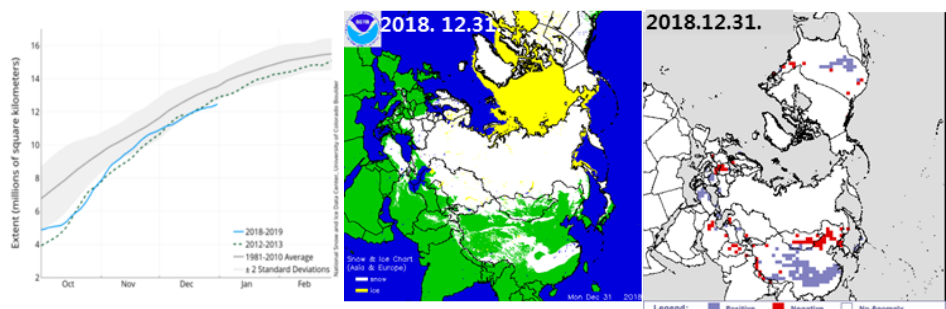 16
14
12
10
8
6
4
2
Extent (millions of square kilometers)
Oct
Nov
Dec
Jan
Feb
2018-2019
2012-2013
1981-2010 Average
± 2 Standard Deviations
National Snow and Ice Data Center, University of Colorado Boulder
2018. 12.31.
Snow & Ice Chart
(Asia & Europe)
snow
ice
Mon Dec 31 2018
2018.12.31.
Legend:
Positive
Negative
No Anomaly